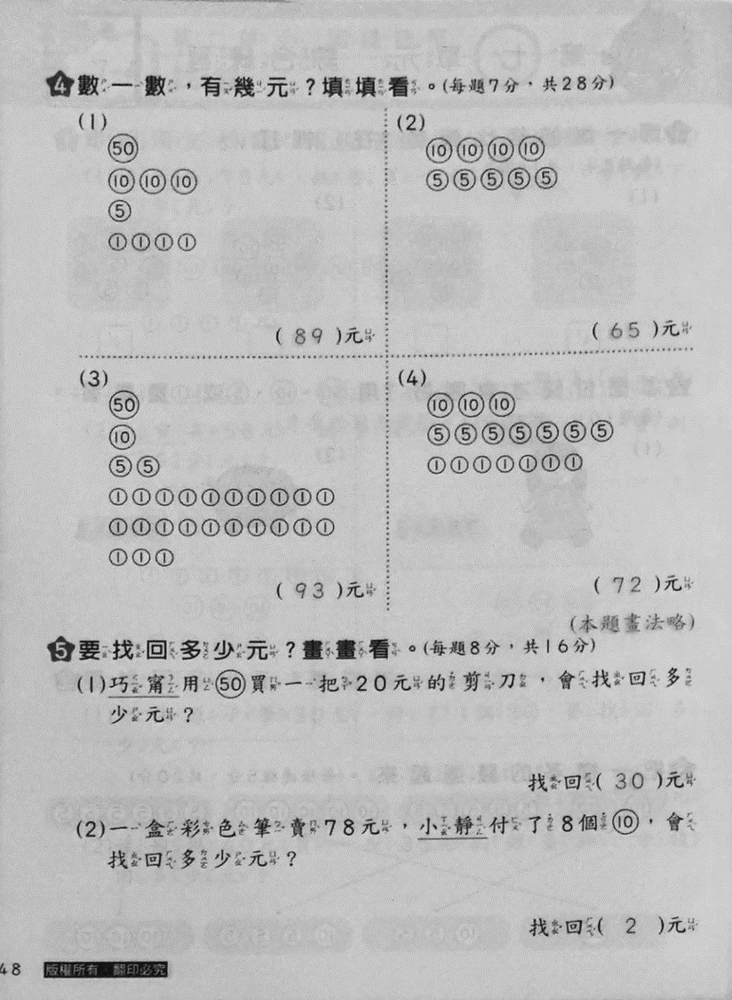 4 數一數，有幾元？填填看。(每題7分，共28分)
(1)
50
10 10 10
5
1 1 1 1
( 89 )元
(2)
10 10 10 10
5 5 5 5 5
( 65 )元
(3)
50
10
5 5
1 1 1 1 1 1 1 1 1 1
1 1 1 1 1 1 1 1 1 1
1 1 1
( 93 )元
(4)
10 10 10
5 5 5 5 5 5 5
1 1 1 1 1 1 1
( 72 )元
(本題畫法略)
5 要找回多少元？畫畫看。(每題8分，共16分)
(1)巧甯用50買一把20元的剪刀，會找回多
少元？
找回( 30 )元
(2)一盒彩色筆賣78元，小靜付了8個10，會
找回多少元？
找回( 2 )元
48 版權所有・翻印必究